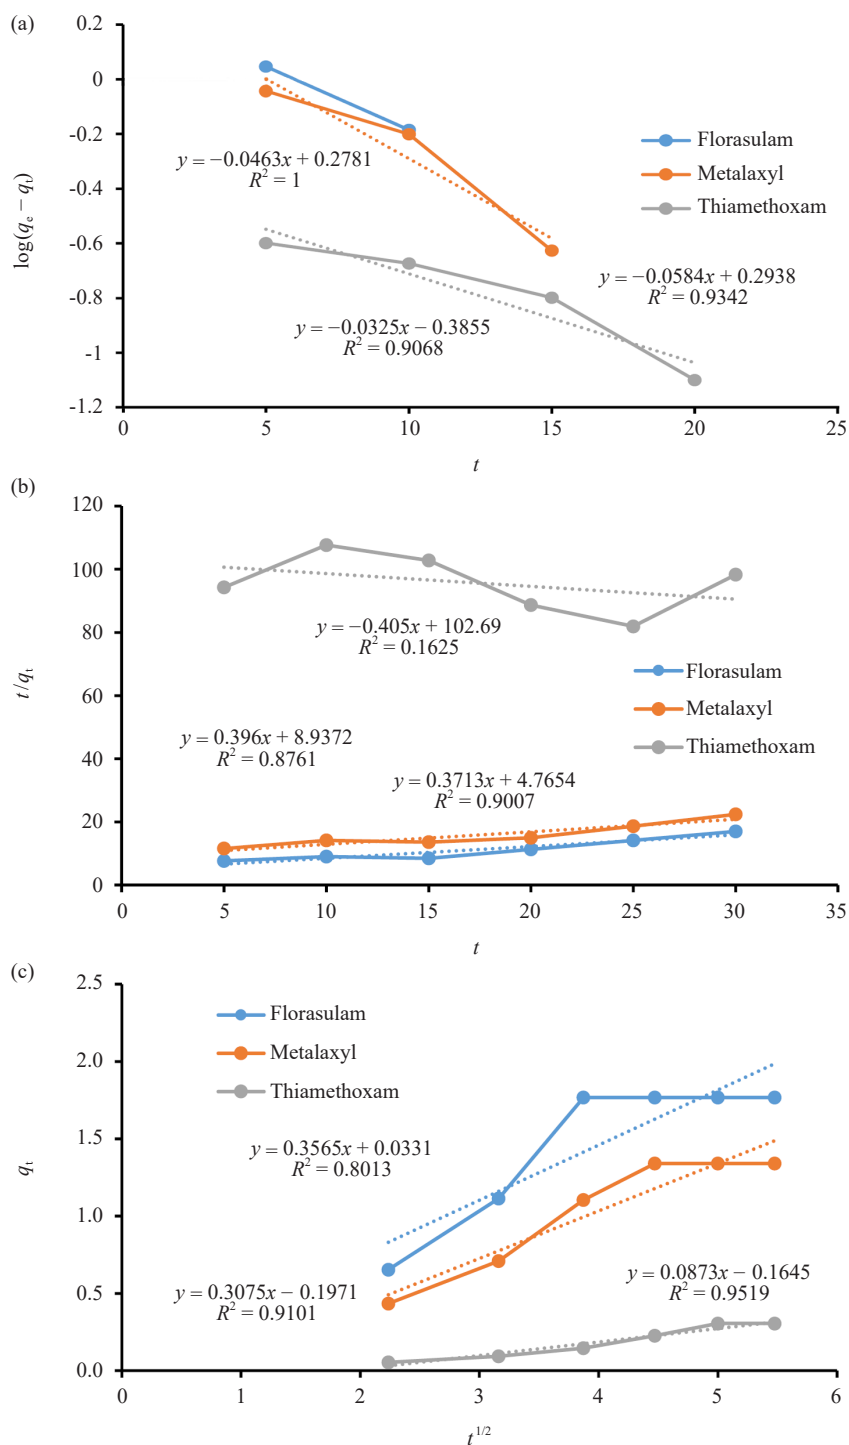 (a)
0.2
0
-0.2
-0.4
-0.6
-0.8
-1
-1.2
log(qe − qt)
Florasulam
Metalaxyl
Thiamethoxam
y = −0.0463x + 0.2781
R² = 1
y = −0.0584x + 0.2938
R² = 0.9342
y = −0.0325x − 0.3855
R² = 0.9068
0 5 10 15 20 25
t
(b)
120
100
80
60
40
20
0
t/qt
y = −0.405x + 102.69
R² = 0.1625
Florasulam
Metalaxyl
Thiamethoxam
y = 0.396x + 8.9372
R² = 0.8761
y = 0.3713x + 4.7654
R² = 0.9007
0 5 10 15 20 25 30 35
t
(c)
2.5
2.0
1.5
1.0
0.5
0.0
qt
Florasulam
Metalaxyl
Thiamethoxam
y = 0.3565x + 0.0331
R² = 0.8013
y = 0.3075x − 0.1971
R² = 0.9101
y = 0.0873x − 0.1645
R² = 0.9519
0 1 2 3 4 5 6
t^1/2